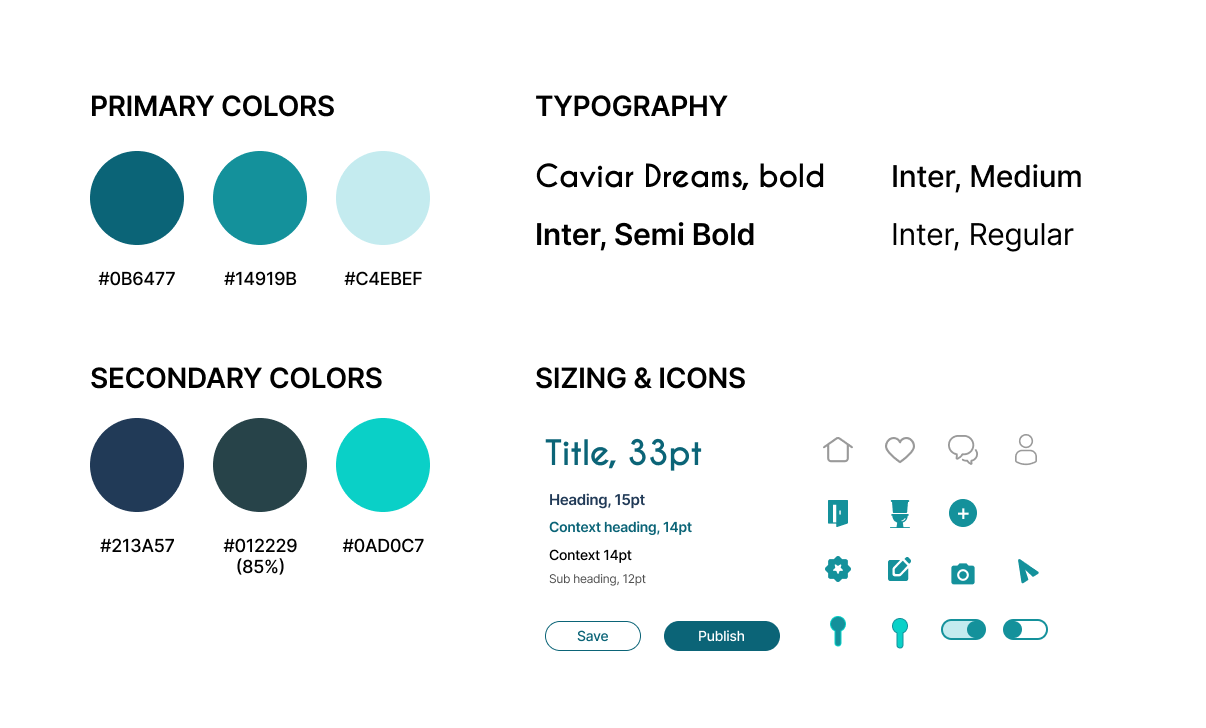 PRIMARY COLORS
#0B6477
#14919B
#C4EBEF
TYPOGRAPHY
Caviar Dreams, bold
Inter, Medium
Inter, Semi Bold
Inter, Regular
SECONDARY COLORS
#213A57
#012229
(85%)
#0AD0C7
SIZING & ICONS
Title, 33pt
Heading, 15pt
Context heading, 14pt
Context 14pt
Sub heading, 12pt
Save
Publish